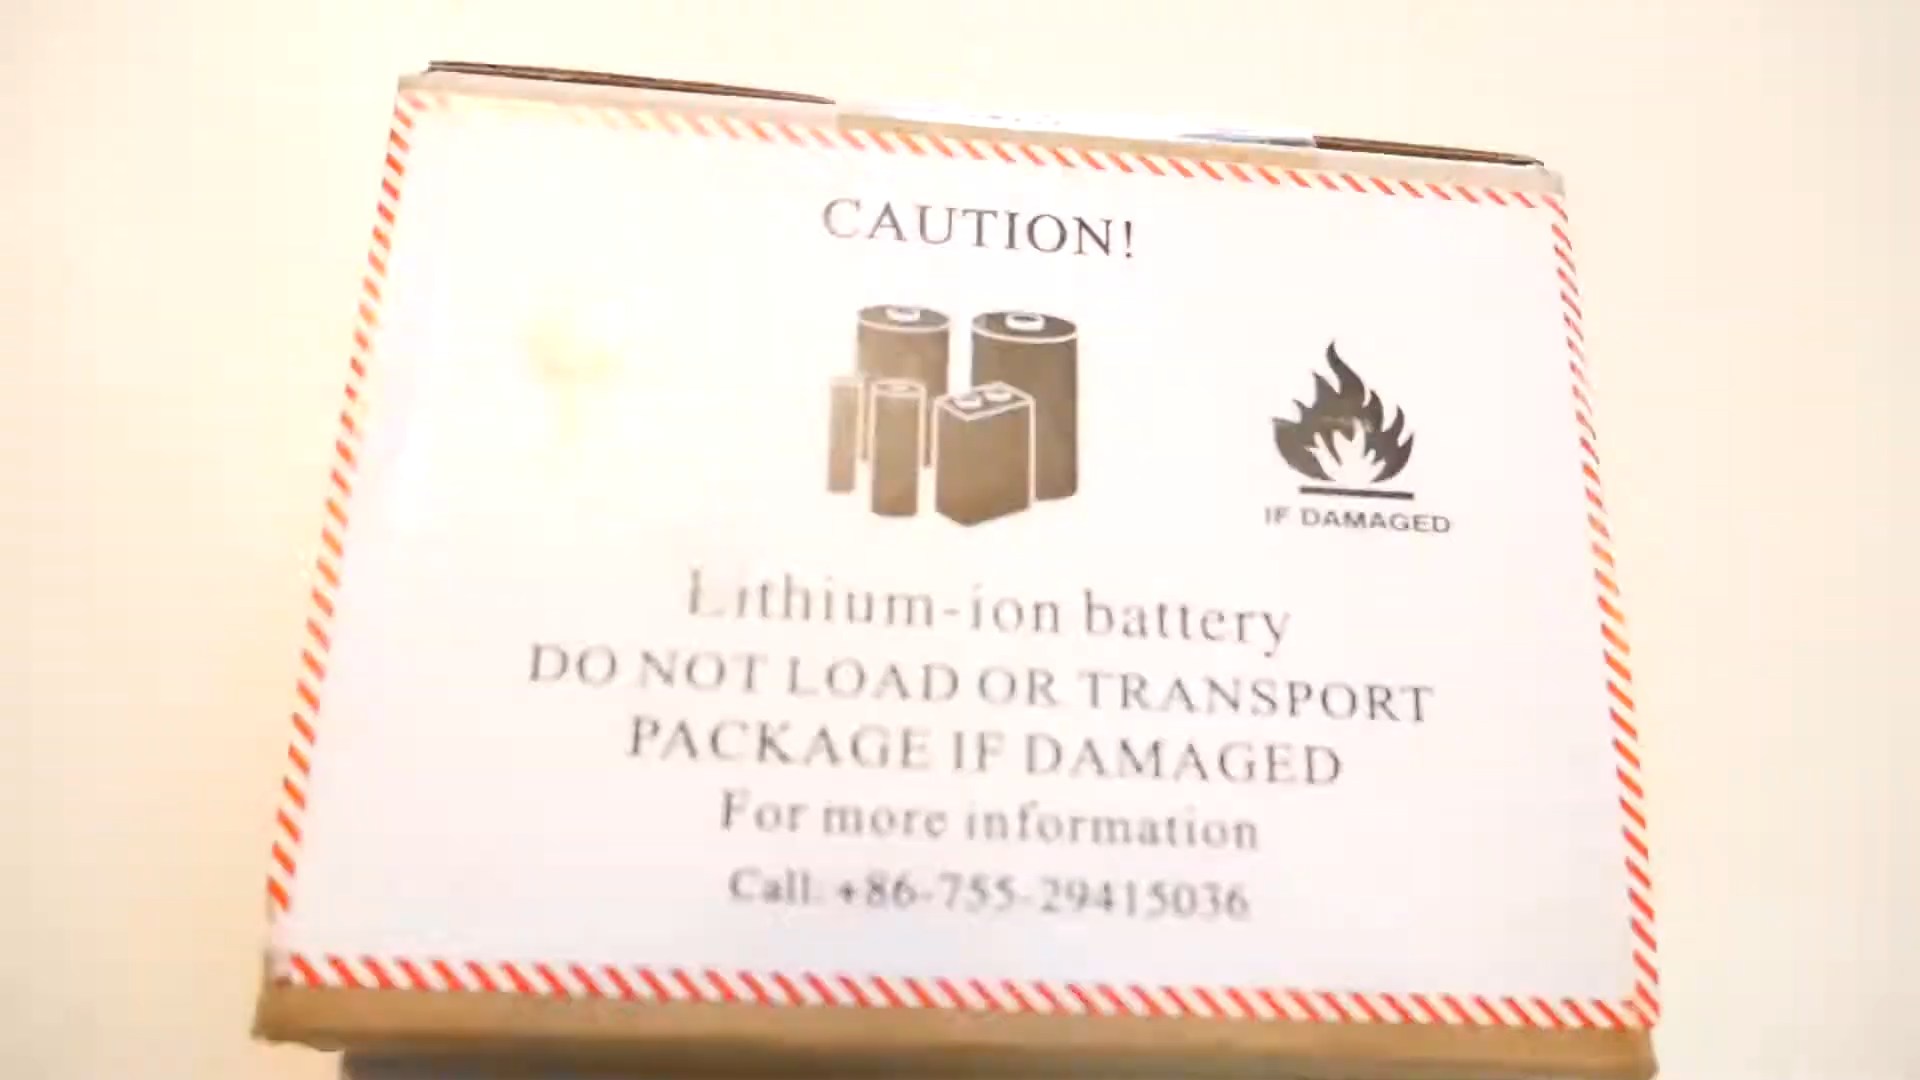 CAUTION!
IF DAMAGED
Lithium-ion battery
DO NOT LOAD OR TRANSPORT
PACKAGE IF DAMAGED
For more information
Call: +86-755-29415036